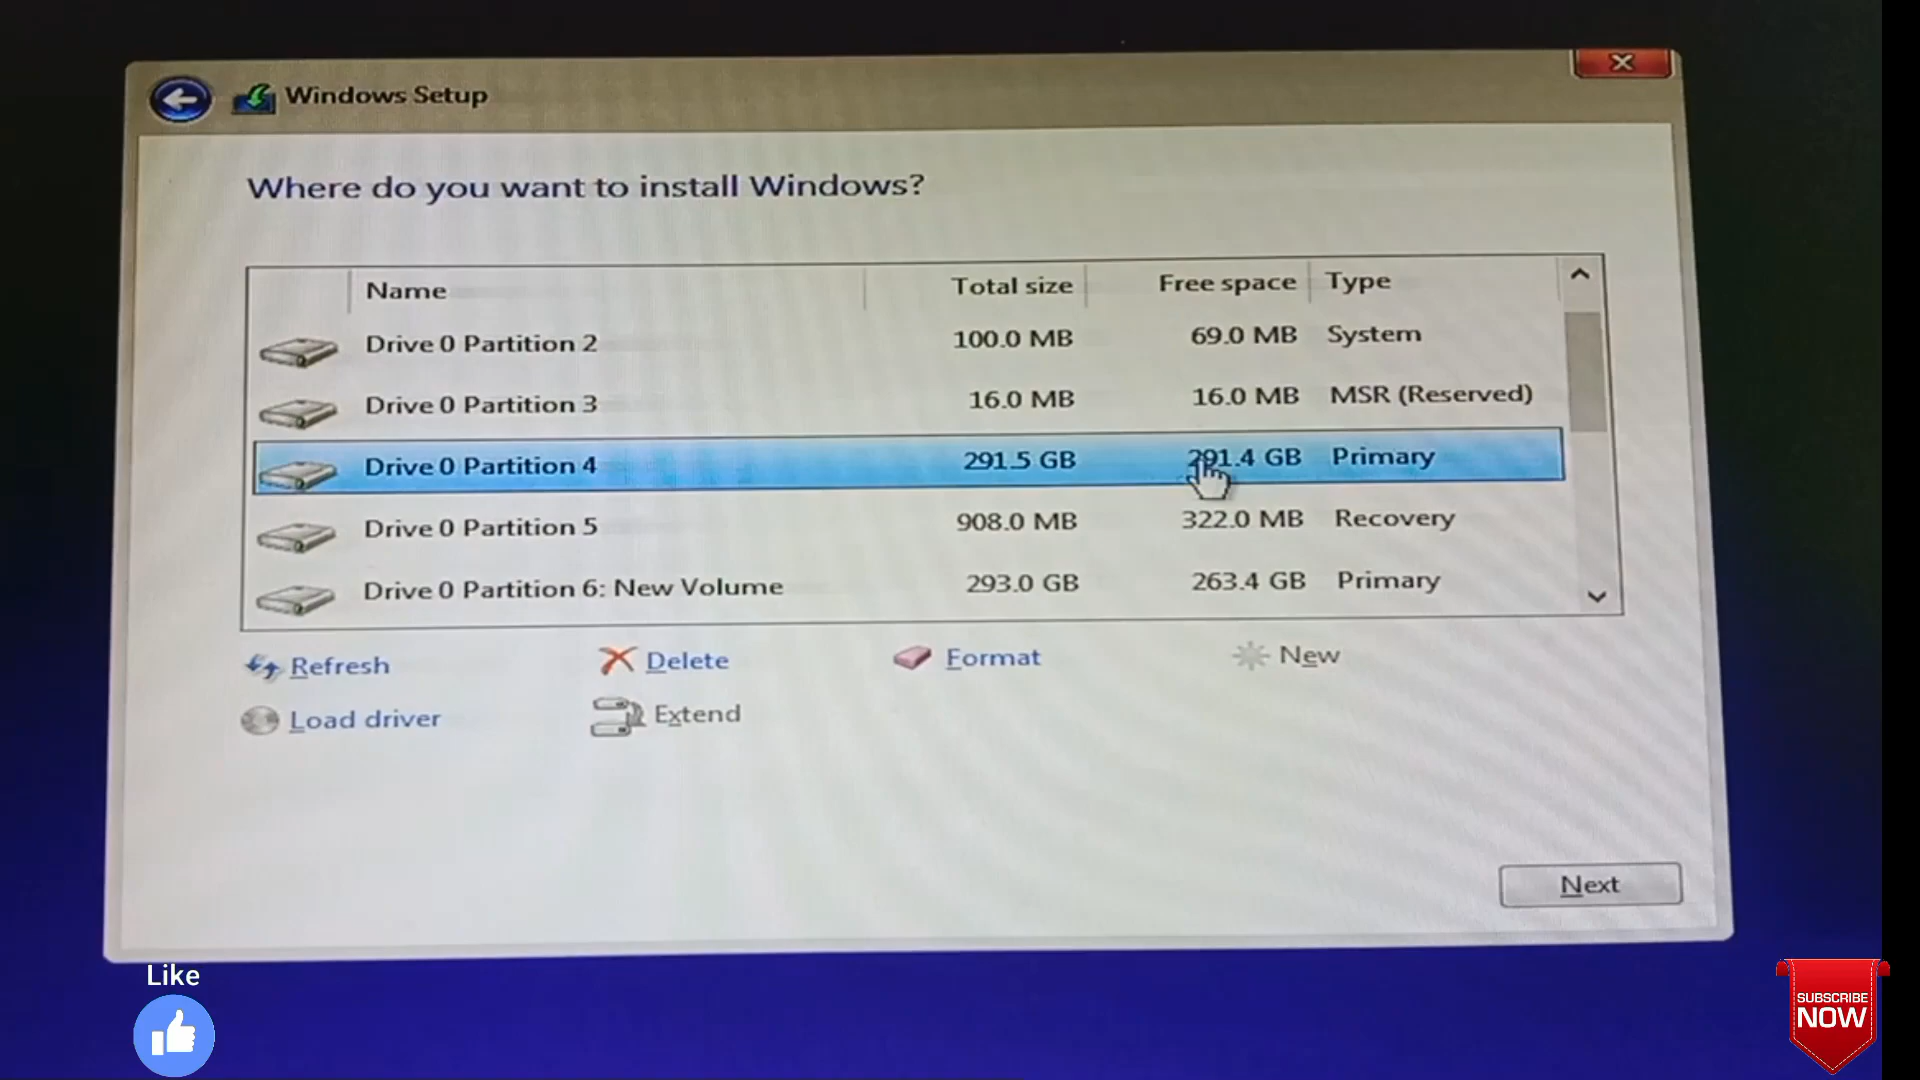 Windows Setup
Where do you want to install Windows?
Name Total size Free space Type
Drive 0 Partition 2 100.0 MB 69.0 MB System
Drive 0 Partition 3 16.0 MB 16.0 MB MSR (Reserved)
Drive 0 Partition 4 291.5 GB 291.4 GB Primary
Drive 0 Partition 5 908.0 MB 322.0 MB Recovery
Drive 0 Partition 6: New Volume 293.0 GB 263.4 GB Primary
Refresh Delete Format New
Load driver Extend
Next
Like
SUBSCRIBE
NOW